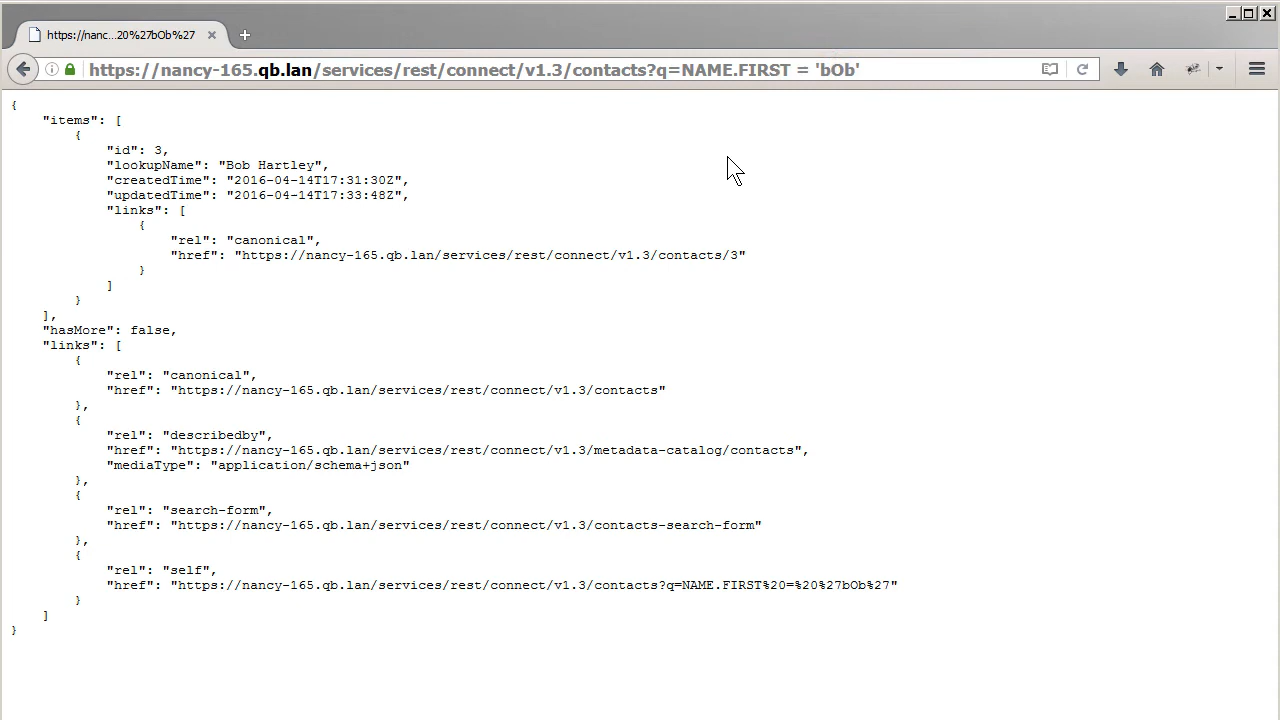 https://nanc...20%27bOb%27
https://nancy-165.qb.lan/services/rest/connect/v1.3/contacts?q=NAME.FIRST = 'bOb'
{
"items": [
{
"id": 3,
"lookupName": "Bob Hartley",
"createdTime": "2016-04-14T17:31:30Z",
"updatedTime": "2016-04-14T17:33:48Z",
"links": [
{
"rel": "canonical",
"href": "https://nancy-165.qb.lan/services/rest/connect/v1.3/contacts/3"
}
]
}
],
"hasMore": false,
"links": [
{
"rel": "canonical",
"href": "https://nancy-165.qb.lan/services/rest/connect/v1.3/contacts"
},
{
"rel": "describedby",
"href": "https://nancy-165.qb.lan/services/rest/connect/v1.3/metadata-catalog/contacts",
"mediaType": "application/schema+json"
},
{
"rel": "search-form",
"href": "https://nancy-165.qb.lan/services/rest/connect/v1.3/contacts-search-form"
},
{
"rel": "self",
"href": "https://nancy-165.qb.lan/services/rest/connect/v1.3/contacts?q=NAME.FIRST%20=%20%27bOb%27"
}
]
}